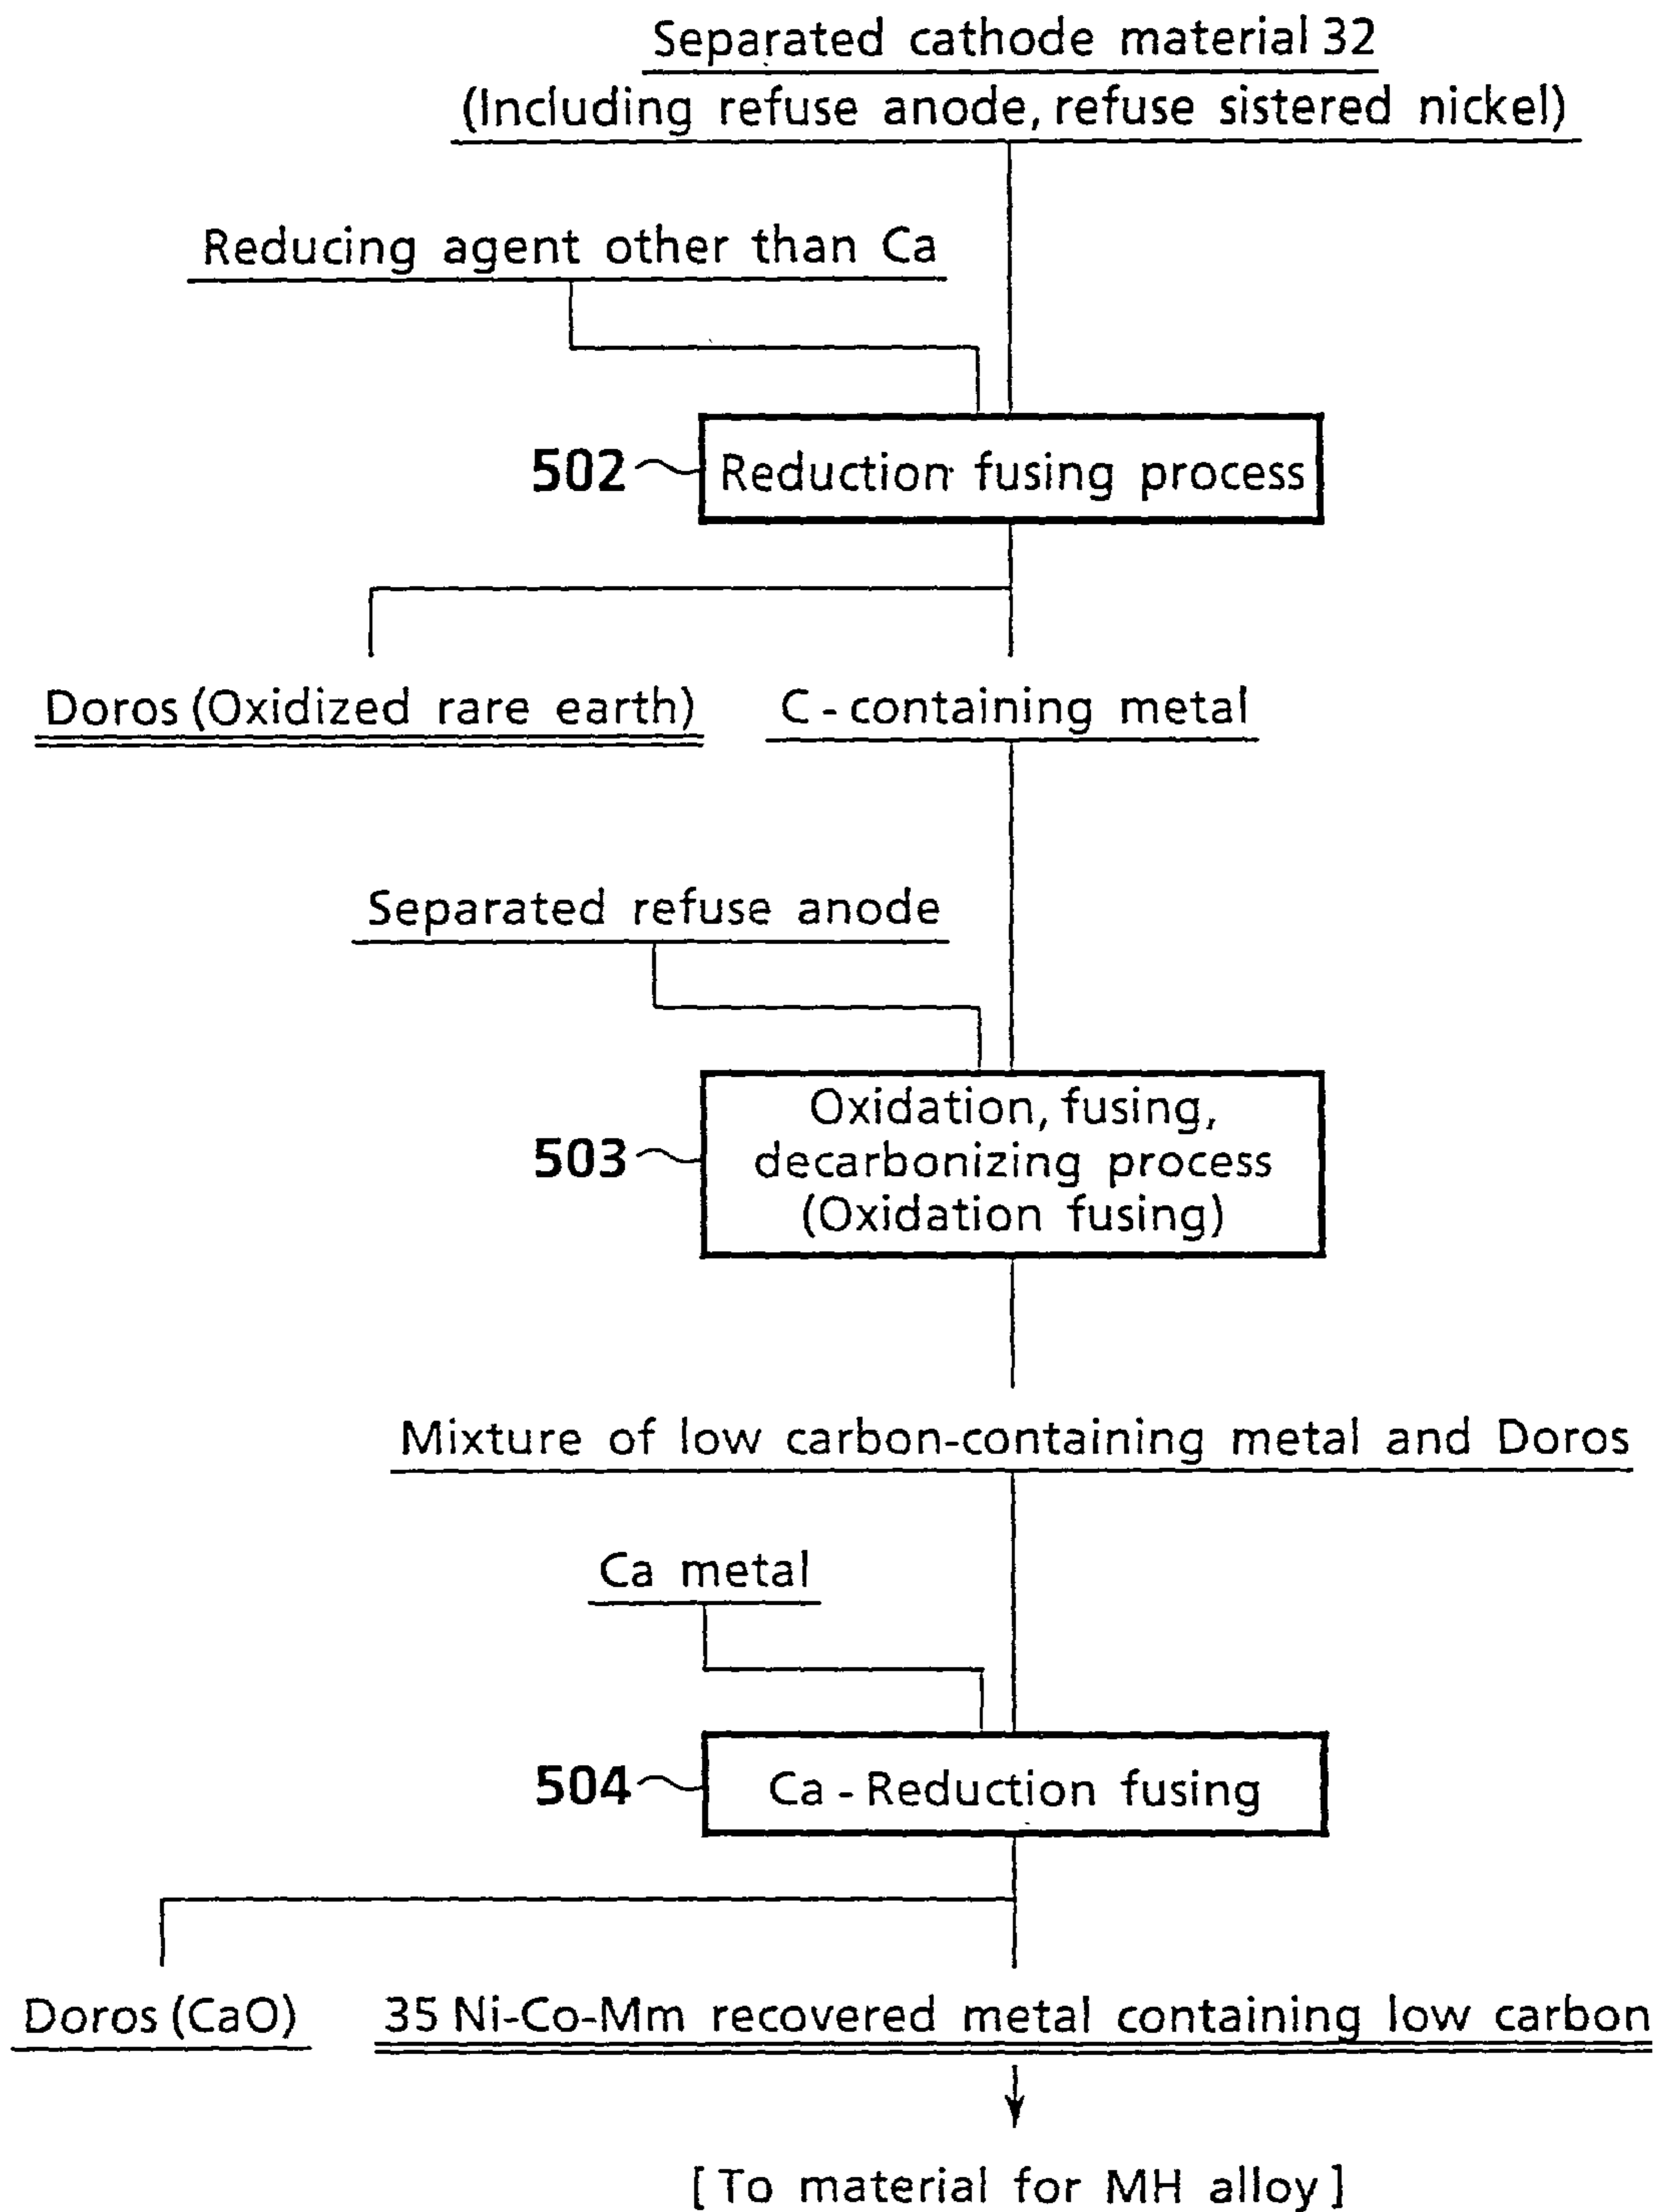 Separated cathode material 32
(Including refuse anode, refuse sistered nickel)
Reducing agent other than Ca
502
Reduction fusing process
Doros (Oxidized rare earth)
C - containing metal
Separated refuse anode
503
Oxidation, fusing,
decarbonizing process
(Oxidation fusing)
Mixture of low carbon-containing metal and Doros
Ca metal
504
Ca - Reduction fusing
Doros (CaO)
35 Ni-Co-Mm recovered metal containing low carbon
[ To material for MH alloy ]